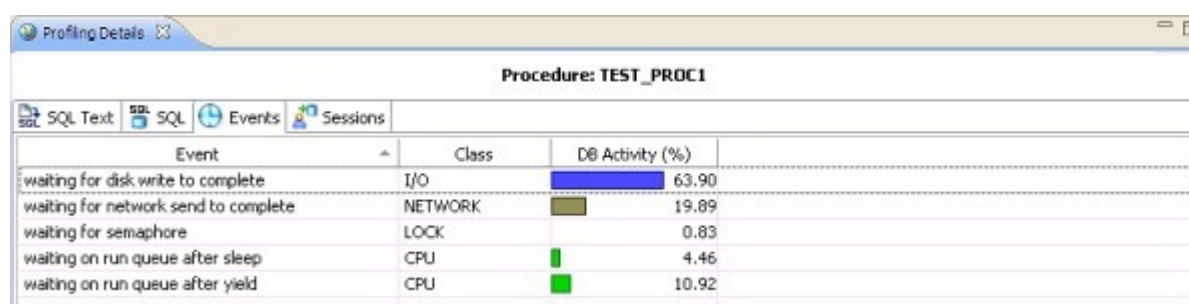 Profiling Details
Procedure: TEST_PROC1
SQL Text SQL Events Sessions
Event Class DB Activity (%)
waiting for disk write to complete I/O 63.90
waiting for network send to complete NETWORK 19.89
waiting for semaphore LOCK 0.83
waiting on run queue after sleep CPU 4.46
waiting on run queue after yield CPU 10.92